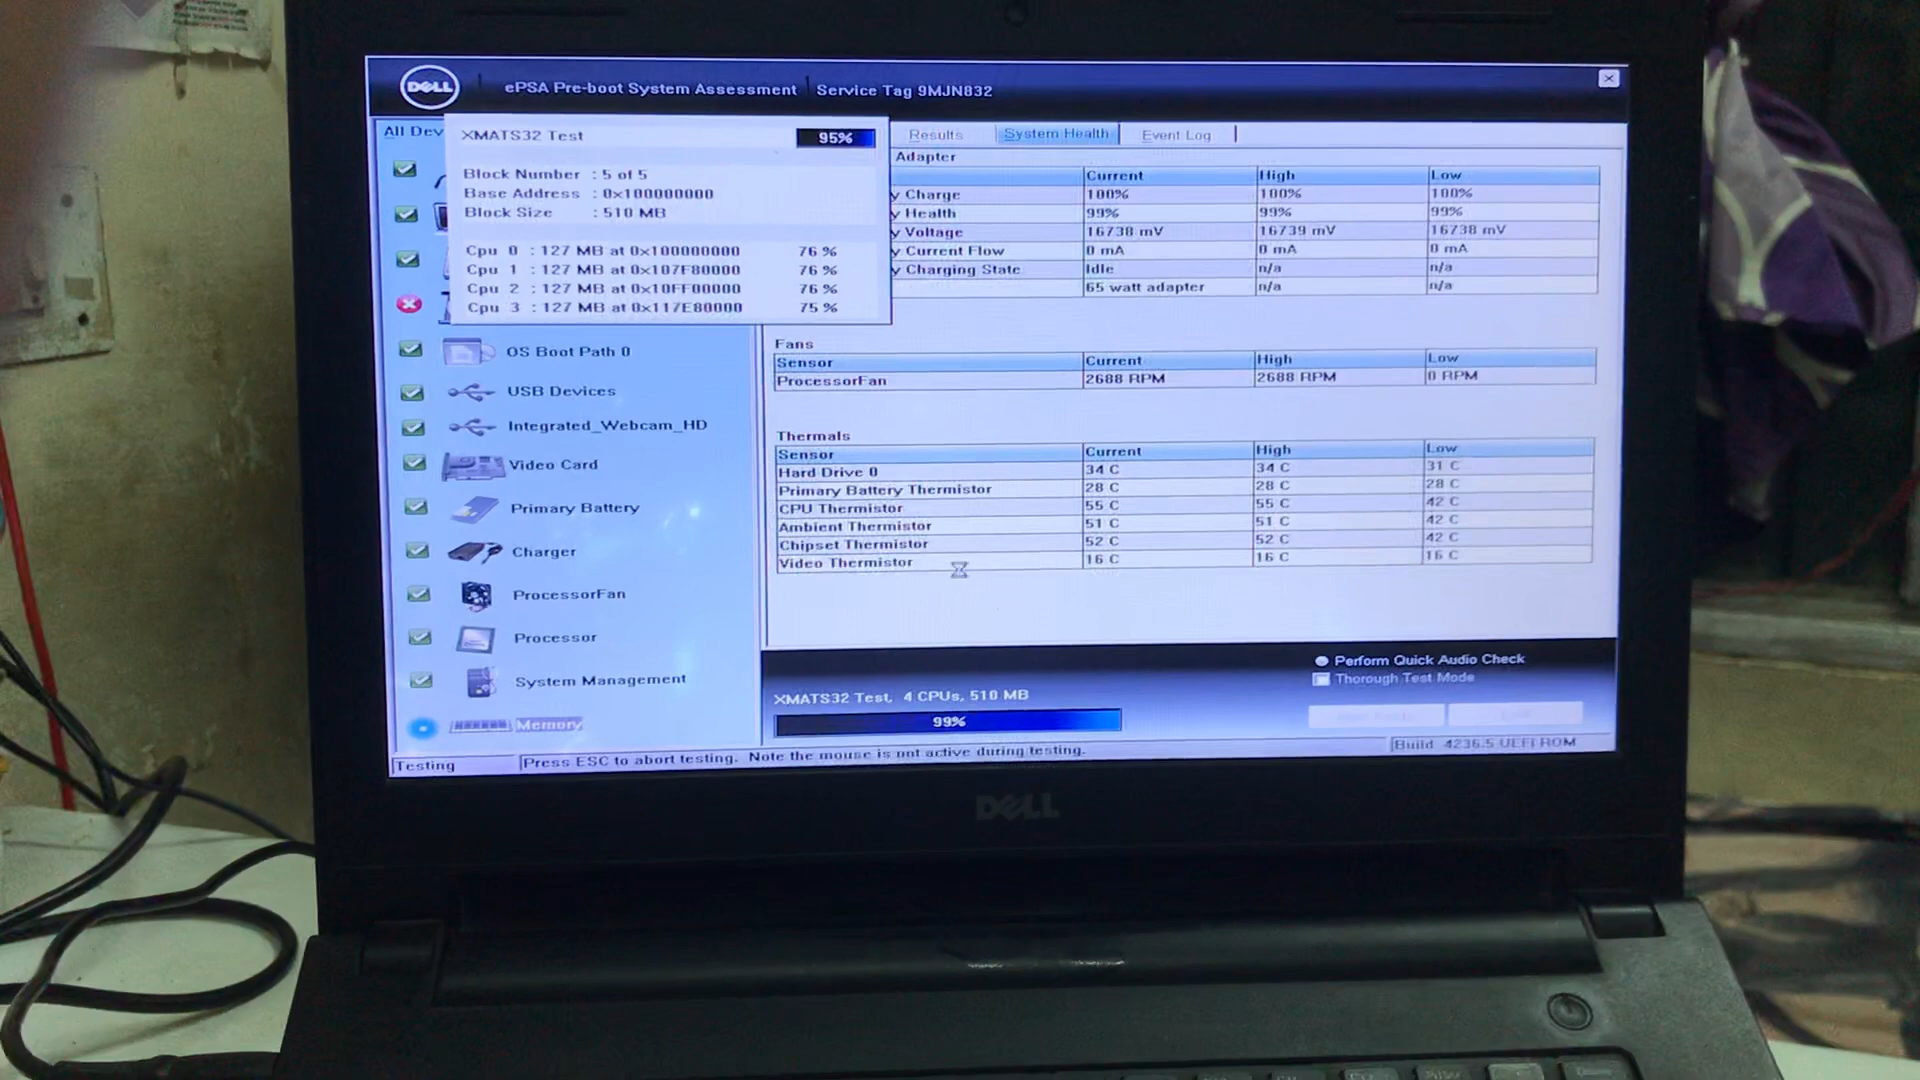 DELL
ePSA Pre-boot System Assessment
Service Tag 9MJN832
All Dev
XMATS32 Test
95%
Block Number : 5 of 5
Base Address : 0x100000000
Block Size : 510 MB
Cpu 0 : 127 MB at 0x100000000 76 %
Cpu 1 : 127 MB at 0x107F80000 76 %
Cpu 2 : 127 MB at 0x10FF00000 76 %
Cpu 3 : 127 MB at 0x117E80000 75 %
OS Boot Path 0
USB Devices
Integrated_Webcam_HD
Video Card
Primary Battery
Charger
ProcessorFan
Processor
System Management
Memory
Results System Health Event Log
Adapter
Current High Low
y Charge 100% 100% 100%
y Health 99% 99% 99%
y Voltage 16738 mV 16739 mV 16738 mV
y Current Flow 0 mA 0 mA 0 mA
y Charging State Idle n/a n/a
65 watt adapter n/a n/a
Fans
Sensor Current High Low
ProcessorFan 2688 RPM 2688 RPM 0 RPM
Thermals
Sensor Current High Low
Hard Drive 0 34 C 34 C 31 C
Primary Battery Thermistor 28 C 28 C 28 C
CPU Thermistor 55 C 55 C 42 C
Ambient Thermistor 51 C 51 C 42 C
Chipset Thermistor 52 C 52 C 42 C
Video Thermistor 16 C 16 C 16 C
Perform Quick Audio Check
Thorough Test Mode
XMATS32 Test, 4 CPUs, 510 MB
99%
Testing
Press ESC to abort testing. Note the mouse is not active during testing.
Build 4236.5 UEFI ROM
DELL